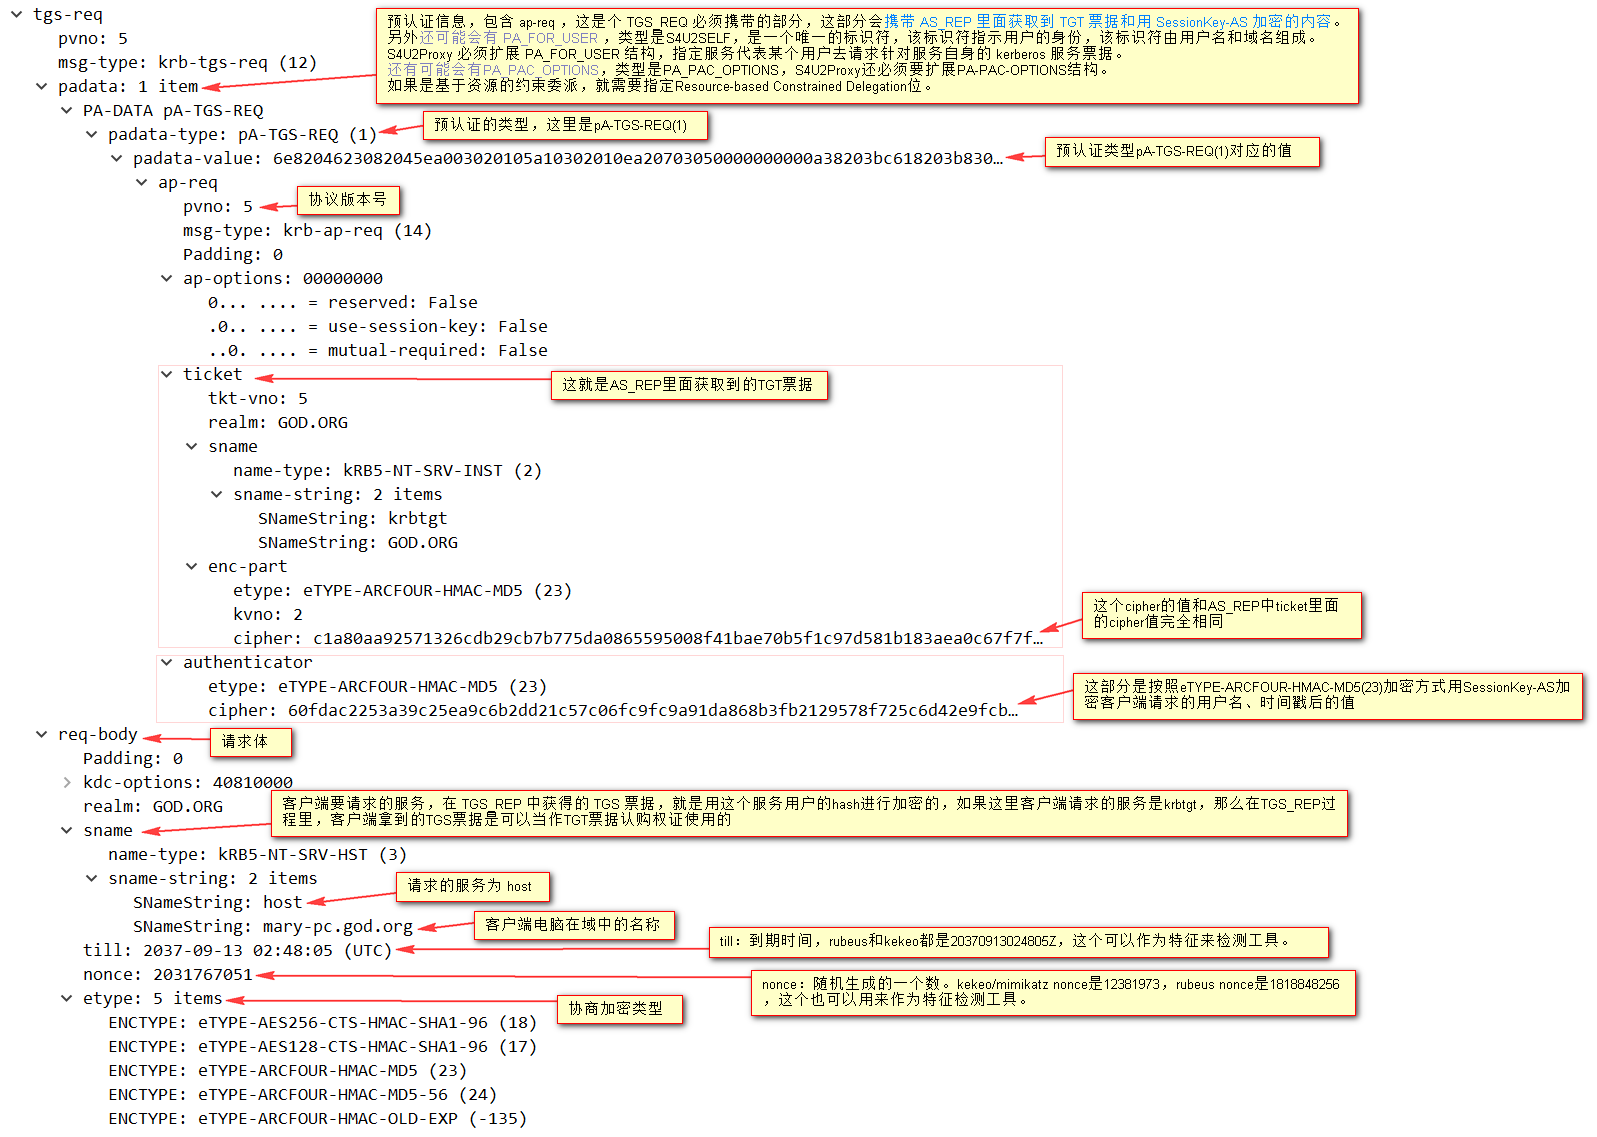 tgs-req
pvno: 5
msg-type: krb-tgs-req (12)
padata: 1 item
预认证信息，包含 ap-req ，这是个 TGS_REQ 必须携带的部分，这部分会携带 AS_REP 里面获取到 TGT 票据和用 SessionKey-AS 加密的内容。
另外还可能会有 PA_FOR_USER ，类型是S4U2SELF，是一个唯一的标识符，该标识符指示用户的身份，该标识符由用户名和域名组成。
S4U2Proxy 必须扩展 PA_FOR_USER 结构，指定服务代表某个用户去请求针对服务自身的 kerberos 服务票据。
还有可能会有PA_PAC_OPTIONS，类型是PA_PAC_OPTIONS，S4U2Proxy还必须要扩展PA-PAC-OPTIONS结构。
如果是基于资源的约束委派，就需要指定Resource-based Constrained Delegation位。
PA-DATA pA-TGS-REQ
padata-type: pA-TGS-REQ (1)
预认证的类型，这里是pA-TGS-REQ(1)
padata-value: 6e8204623082045ea003020105a10302010ea20703050000000000a38203bc618203b830…
预认证类型pA-TGS-REQ(1)对应的值
ap-req
pvno: 5
协议版本号
msg-type: krb-ap-req (14)
Padding: 0
ap-options: 00000000
0... .... = reserved: False
.0.. .... = use-session-key: False
..0. .... = mutual-required: False
ticket
这就是AS_REP里面获取到的TGT票据
tkt-vno: 5
realm: GOD.ORG
sname
name-type: kRB5-NT-SRV-INST (2)
sname-string: 2 items
SNameString: krbtgt
SNameString: GOD.ORG
enc-part
etype: eTYPE-ARCFOUR-HMAC-MD5 (23)
kvno: 2
cipher: c1a80aa92571326cdb29cb7b775da0865595008f41bae70b5f1c97d581b183aea0c67f7f…
这个cipher的值和AS_REP中ticket里面
的cipher值完全相同
authenticator
etype: eTYPE-ARCFOUR-HMAC-MD5 (23)
cipher: 60fdac2253a39c25ea9c6b2dd21c57c06fc9fc9a91da868b3fb2129578f725c6d42e9fcb…
这部分是按照eTYPE-ARCFOUR-HMAC-MD5(23)加密方式用SessionKey-AS加
密客户端请求的用户名、时间戳后的值
req-body
请求体
Padding: 0
kdc-options: 40810000
realm: GOD.ORG
客户端要请求的服务，在 TGS_REP 中获得的 TGS 票据，就是用这个服务用户的hash进行加密的，如果这里客户端请求的服务是krbtgt，那么在TGS_REP过
程里，客户端拿到的TGS票据是可以当作TGT票据认购权证使用的
sname
name-type: kRB5-NT-SRV-HST (3)
sname-string: 2 items
SNameString: host
请求的服务为 host
SNameString: mary-pc.god.org
客户端电脑在域中的名称
till: 2037-09-13 02:48:05 (UTC)
till：到期时间，rubeus和kekeo都是20370913024805Z，这个可以作为特征来检测工具。
nonce: 2031767051
nonce：随机生成的一个数。kekeo/mimikatz nonce是12381973，rubeus nonce是1818848256
，这个也可以用来作为特征检测工具。
etype: 5 items
协商加密类型
ENCTYPE: eTYPE-AES256-CTS-HMAC-SHA1-96 (18)
ENCTYPE: eTYPE-AES128-CTS-HMAC-SHA1-96 (17)
ENCTYPE: eTYPE-ARCFOUR-HMAC-MD5 (23)
ENCTYPE: eTYPE-ARCFOUR-HMAC-MD5-56 (24)
ENCTYPE: eTYPE-ARCFOUR-HMAC-OLD-EXP (-135)